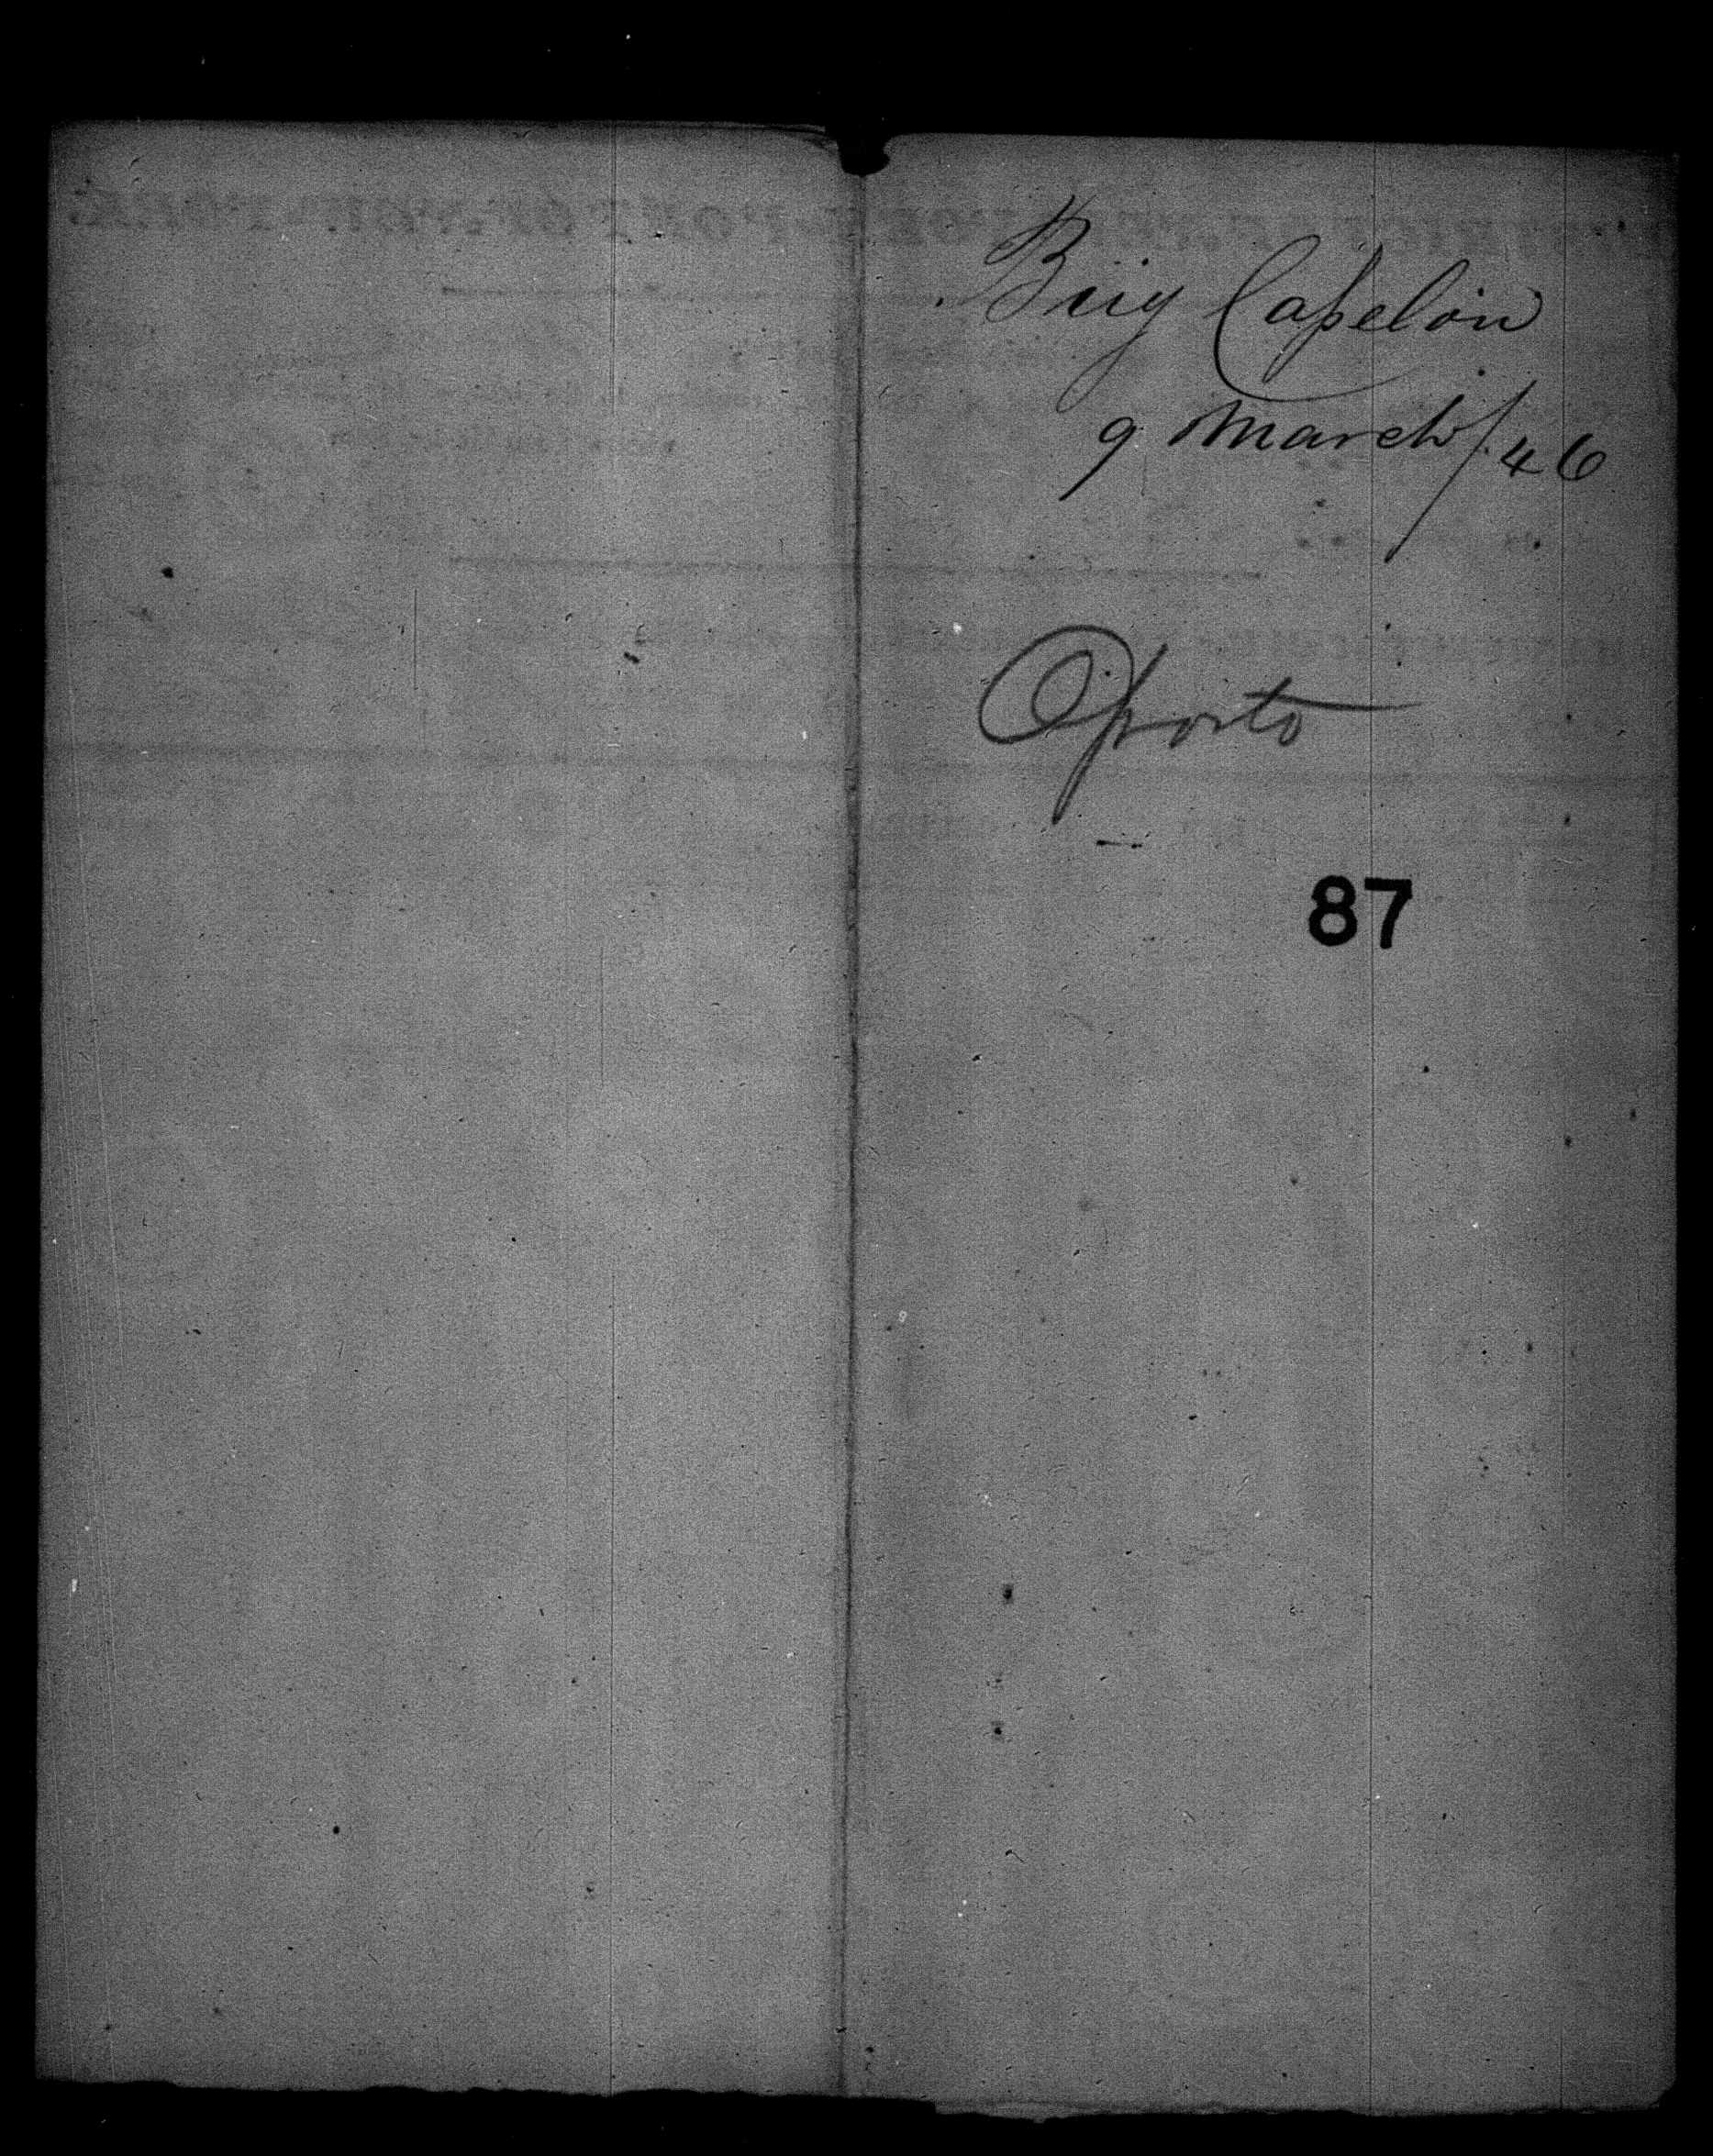 Brig Capelin
9 March/46
Oporto
87